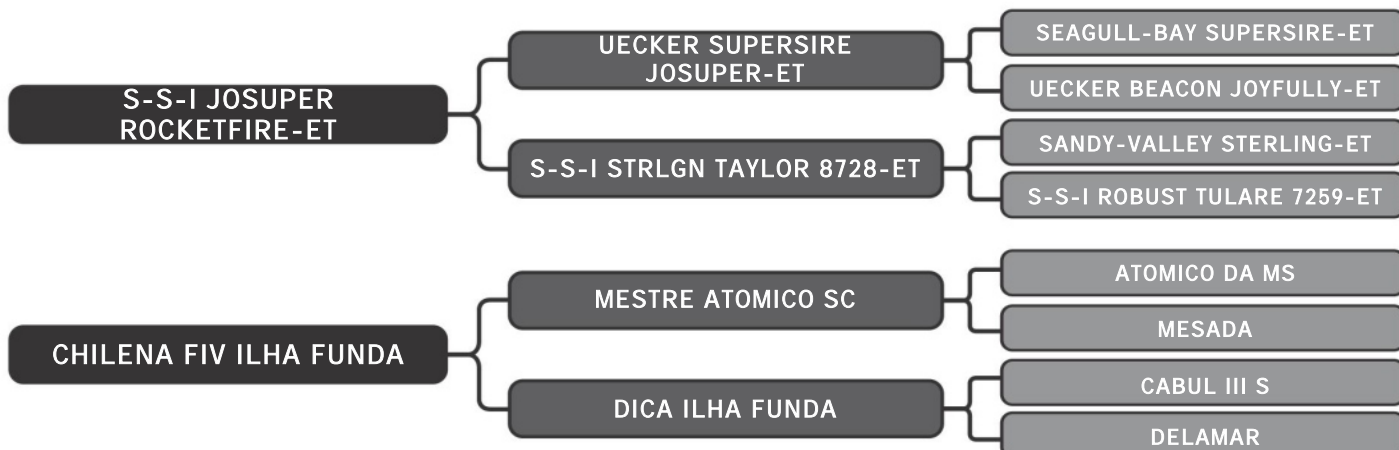 S-S-I JOSUPER
ROCKETFIRE-ET
UECKER SUPERSIRE
JOSUPER-ET
S-S-I STRLGN TAYLOR 8728-ET
SEAGULL-BAY SUPERSIRE-ET
UECKER BEACON JOYFULLY-ET
SANDY-VALLEY STERLING-ET
S-S-I ROBUST TULARE 7259-ET
CHILENA FIV ILHA FUNDA
MESTRE ATOMICO SC
DICA ILHA FUNDA
ATOMICO DA MS
MESADA
CABUL III S
DELAMAR